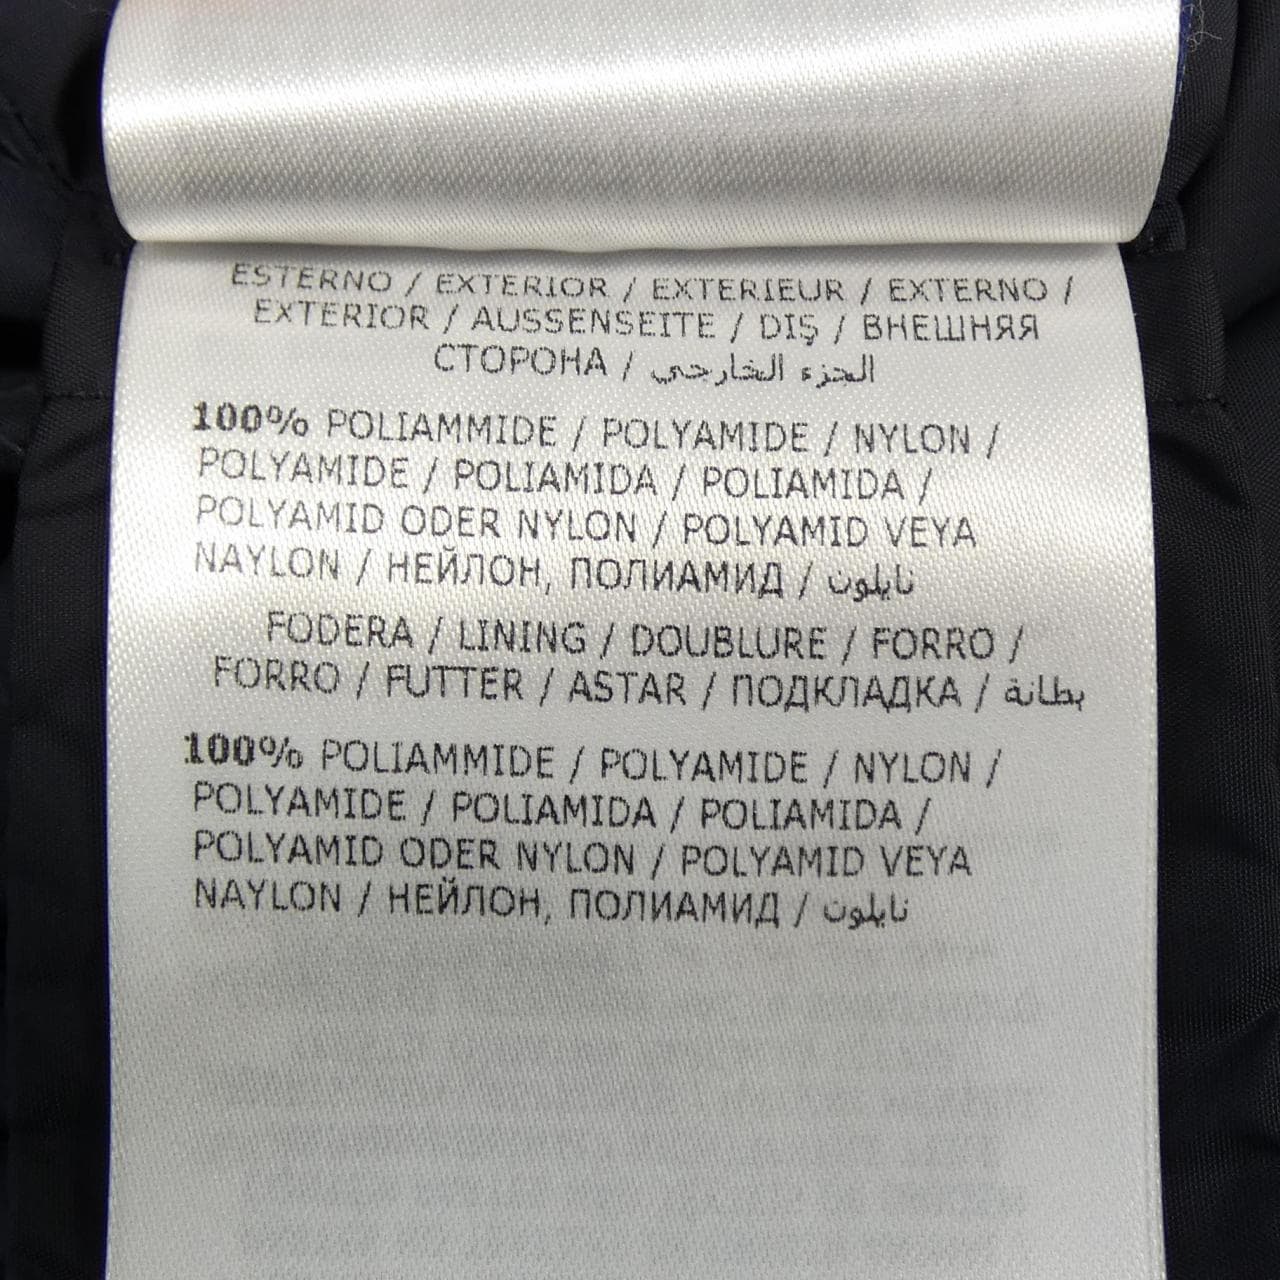 ESTERNO / EXTERIOR / EXTERIEUR / EXTERNO /
EXTERIOR / AUSSENSEITE / DIŞ / ВНЕШНЯЯ
СТОРОНА / الجزء الخارجي
100% POLIAMMIDE / POLYAMIDE / NYLON /
POLYAMIDE / POLIAMIDA / POLIAMIDA /
POLYAMID ODER NYLON / POLYAMID VEYA
NAYLON / НЕЙЛОН, ПОЛИАМИД / نايلون
FODERA / LINING / DOUBLURE / FORRO /
FORRO / FUTTER / ASTAR / ПОДКЛАДКА / بطانة
100% POLIAMMIDE / POLYAMIDE / NYLON /
POLYAMIDE / POLIAMIDA / POLIAMIDA /
POLYAMID ODER NYLON / POLYAMID VEYA
NAYLON / НЕЙЛОН, ПОЛИАМИД / نايلون